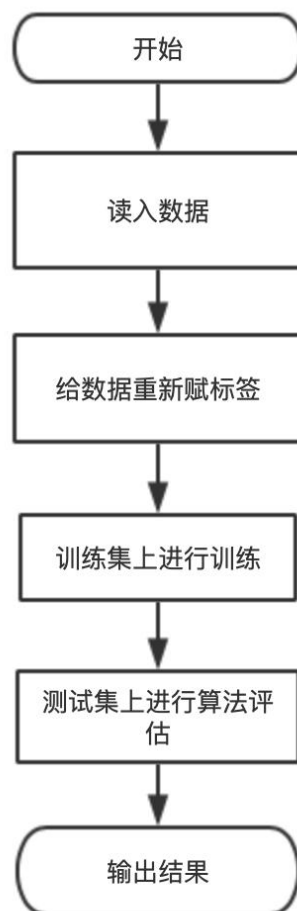 开始
读入数据
给数据重新赋标签
训练集上进行训练
测试集上进行算法评
估
输出结果